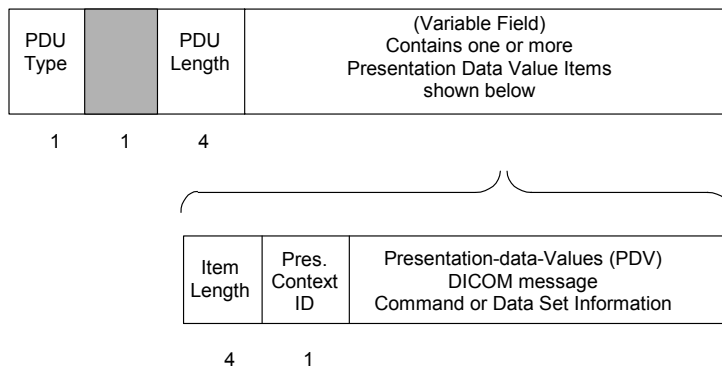 PDU
Type
PDU
Length
(Variable Field)
Contains one or more
Presentation Data Value Items
shown below
1 1 4
Item
Length
Pres.
Context
ID
Presentation-data-Values (PDV)
DICOM message
Command or Data Set Information
4 1